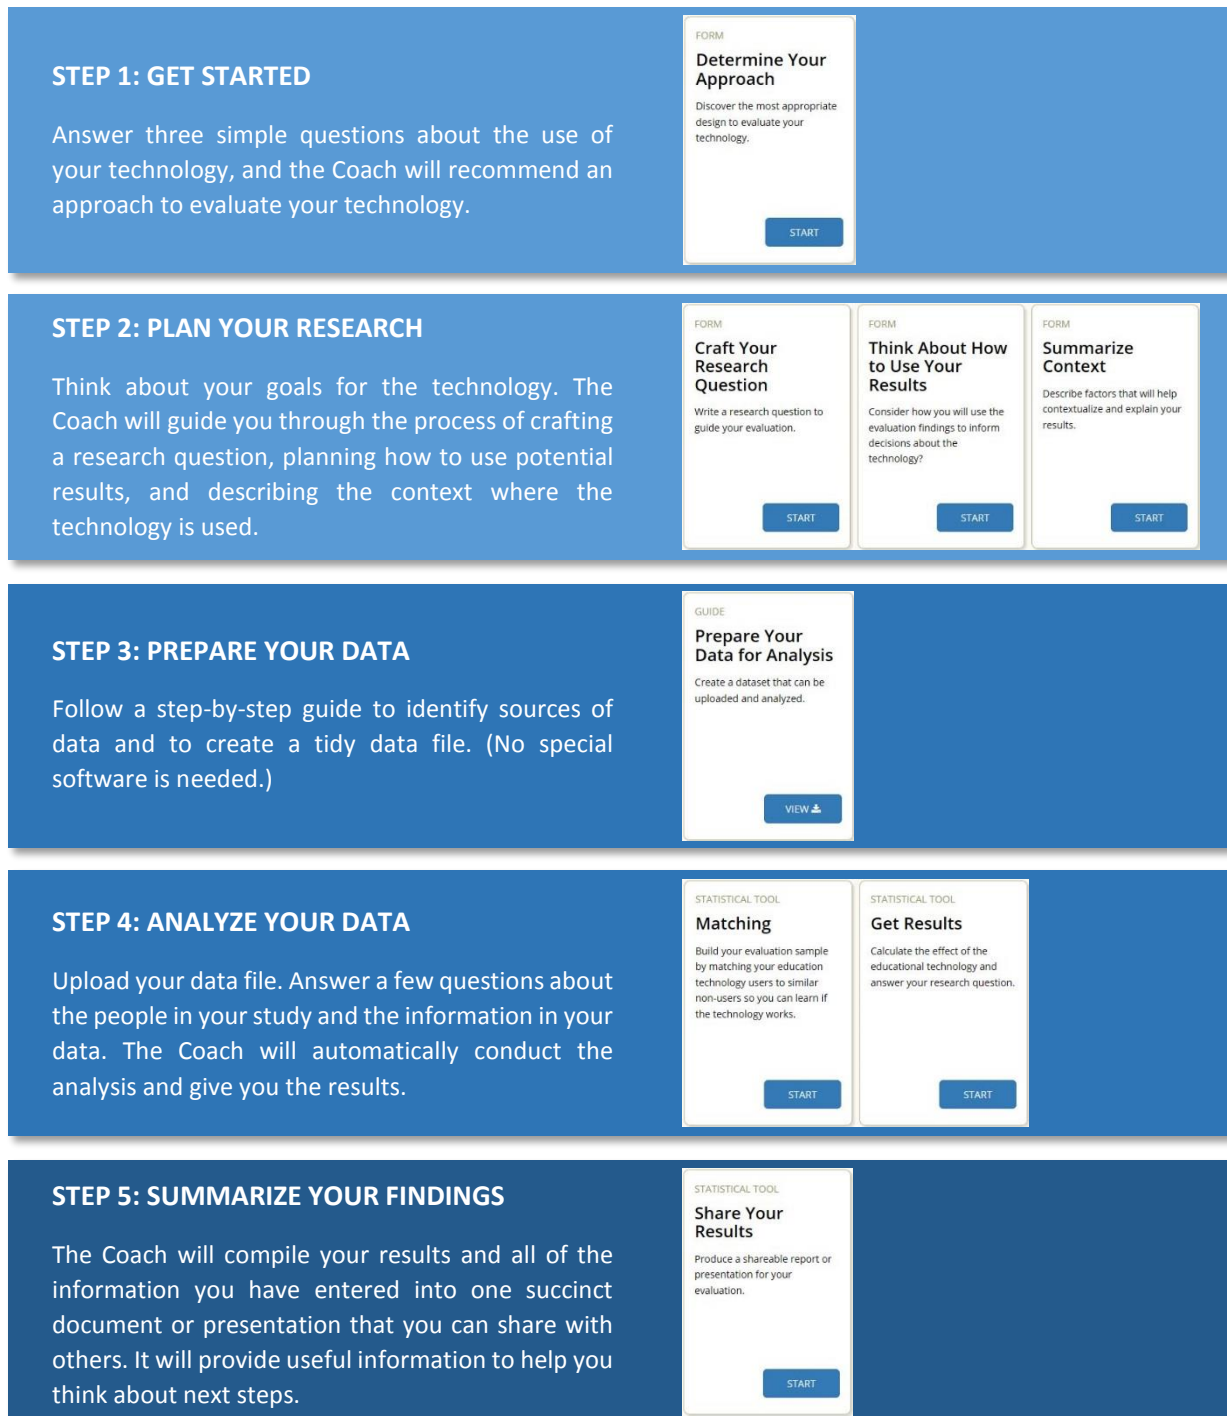 STEP 1: GET STARTED
Answer three simple questions about the use of
your technology, and the Coach will recommend an
approach to evaluate your technology.
FORM
Determine Your
Approach
Discover the most appropriate
design to evaluate your
technology.
START
STEP 2: PLAN YOUR RESEARCH
Think about your goals for the technology. The
Coach will guide you through the process of crafting
a research question, planning how to use potential
results, and describing the context where the
technology is used.
FORM
Craft Your
Research
Question
Write a research question to
guide your evaluation.
START
FORM
Think About How
to Use Your
Results
Consider how you will use the
evaluation findings to inform
decisions about the
technology?
START
FORM
Summarize
Context
Describe factors that will help
contextualize and explain your
results.
START
STEP 3: PREPARE YOUR DATA
Follow a step-by-step guide to identify sources of
data and to create a tidy data file. (No special
software is needed.)
GUIDE
Prepare Your
Data for Analysis
Create a dataset that can be
uploaded and analyzed.
VIEW
STEP 4: ANALYZE YOUR DATA
Upload your data file. Answer a few questions about
the people in your study and the information in your
data. The Coach will automatically conduct the
analysis and give you the results.
STATISTICAL TOOL
Matching
Build your evaluation sample
by matching your education
technology users to similar
non-users so you can learn if
the technology works.
START
STATISTICAL TOOL
Get Results
Calculate the effect of the
educational technology and
answer your research question.
START
STEP 5: SUMMARIZE YOUR FINDINGS
The Coach will compile your results and all of the
information you have entered into one succinct
document or presentation that you can share with
others. It will provide useful information to help you
think about next steps.
STATISTICAL TOOL
Share Your
Results
Produce a shareable report or
presentation for your
evaluation.
START